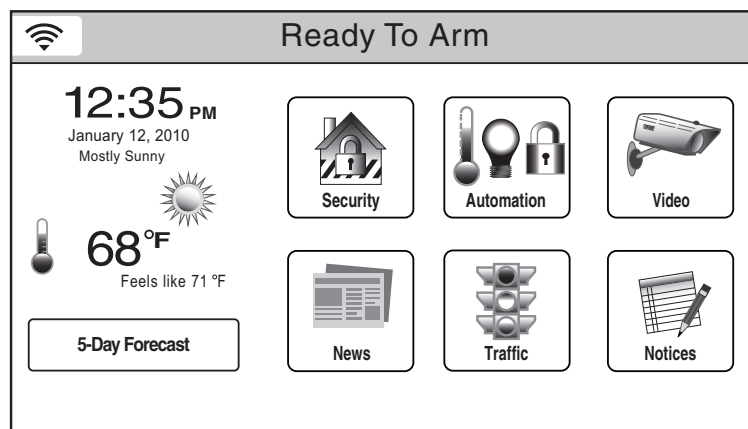 Ready To Arm
12:35 PM
January 12, 2010
Mostly Sunny
68°F
Feels like 71 °F
5-Day Forecast
Security
Automation
Video
News
Traffic
Notices